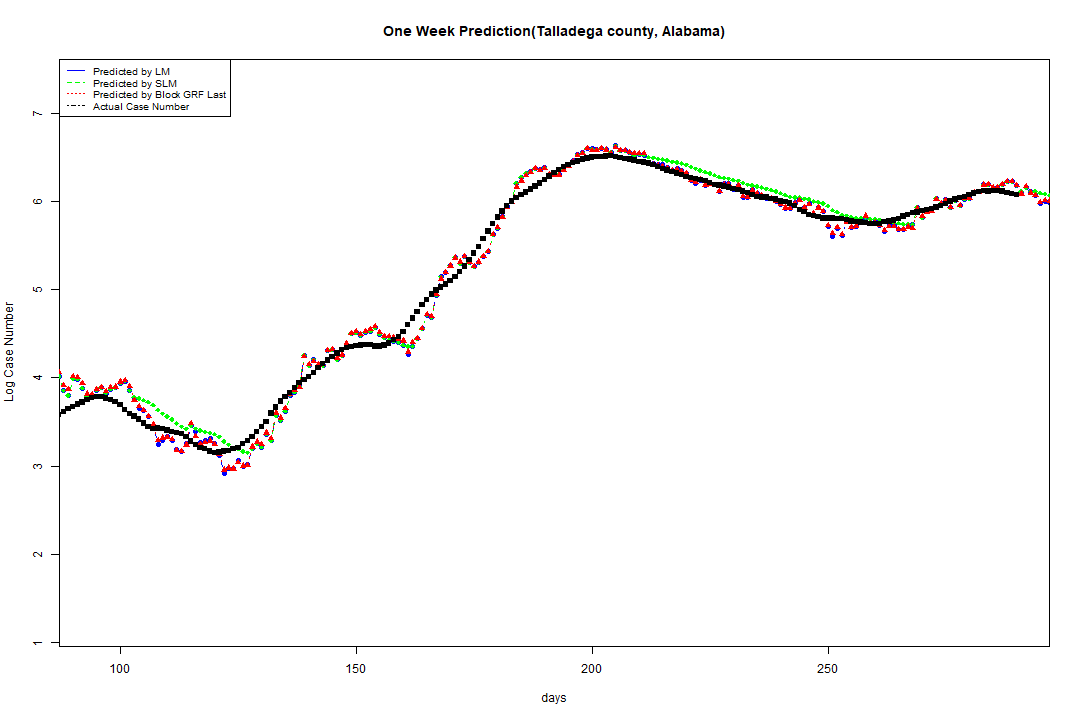 One Week Prediction(Talladega county, Alabama)
Predicted by LM
Predicted by SLM
Predicted by Block GRF Last
Actual Case Number
7
6
5
4
3
2
1
Log Case Number
100 150 200 250
days